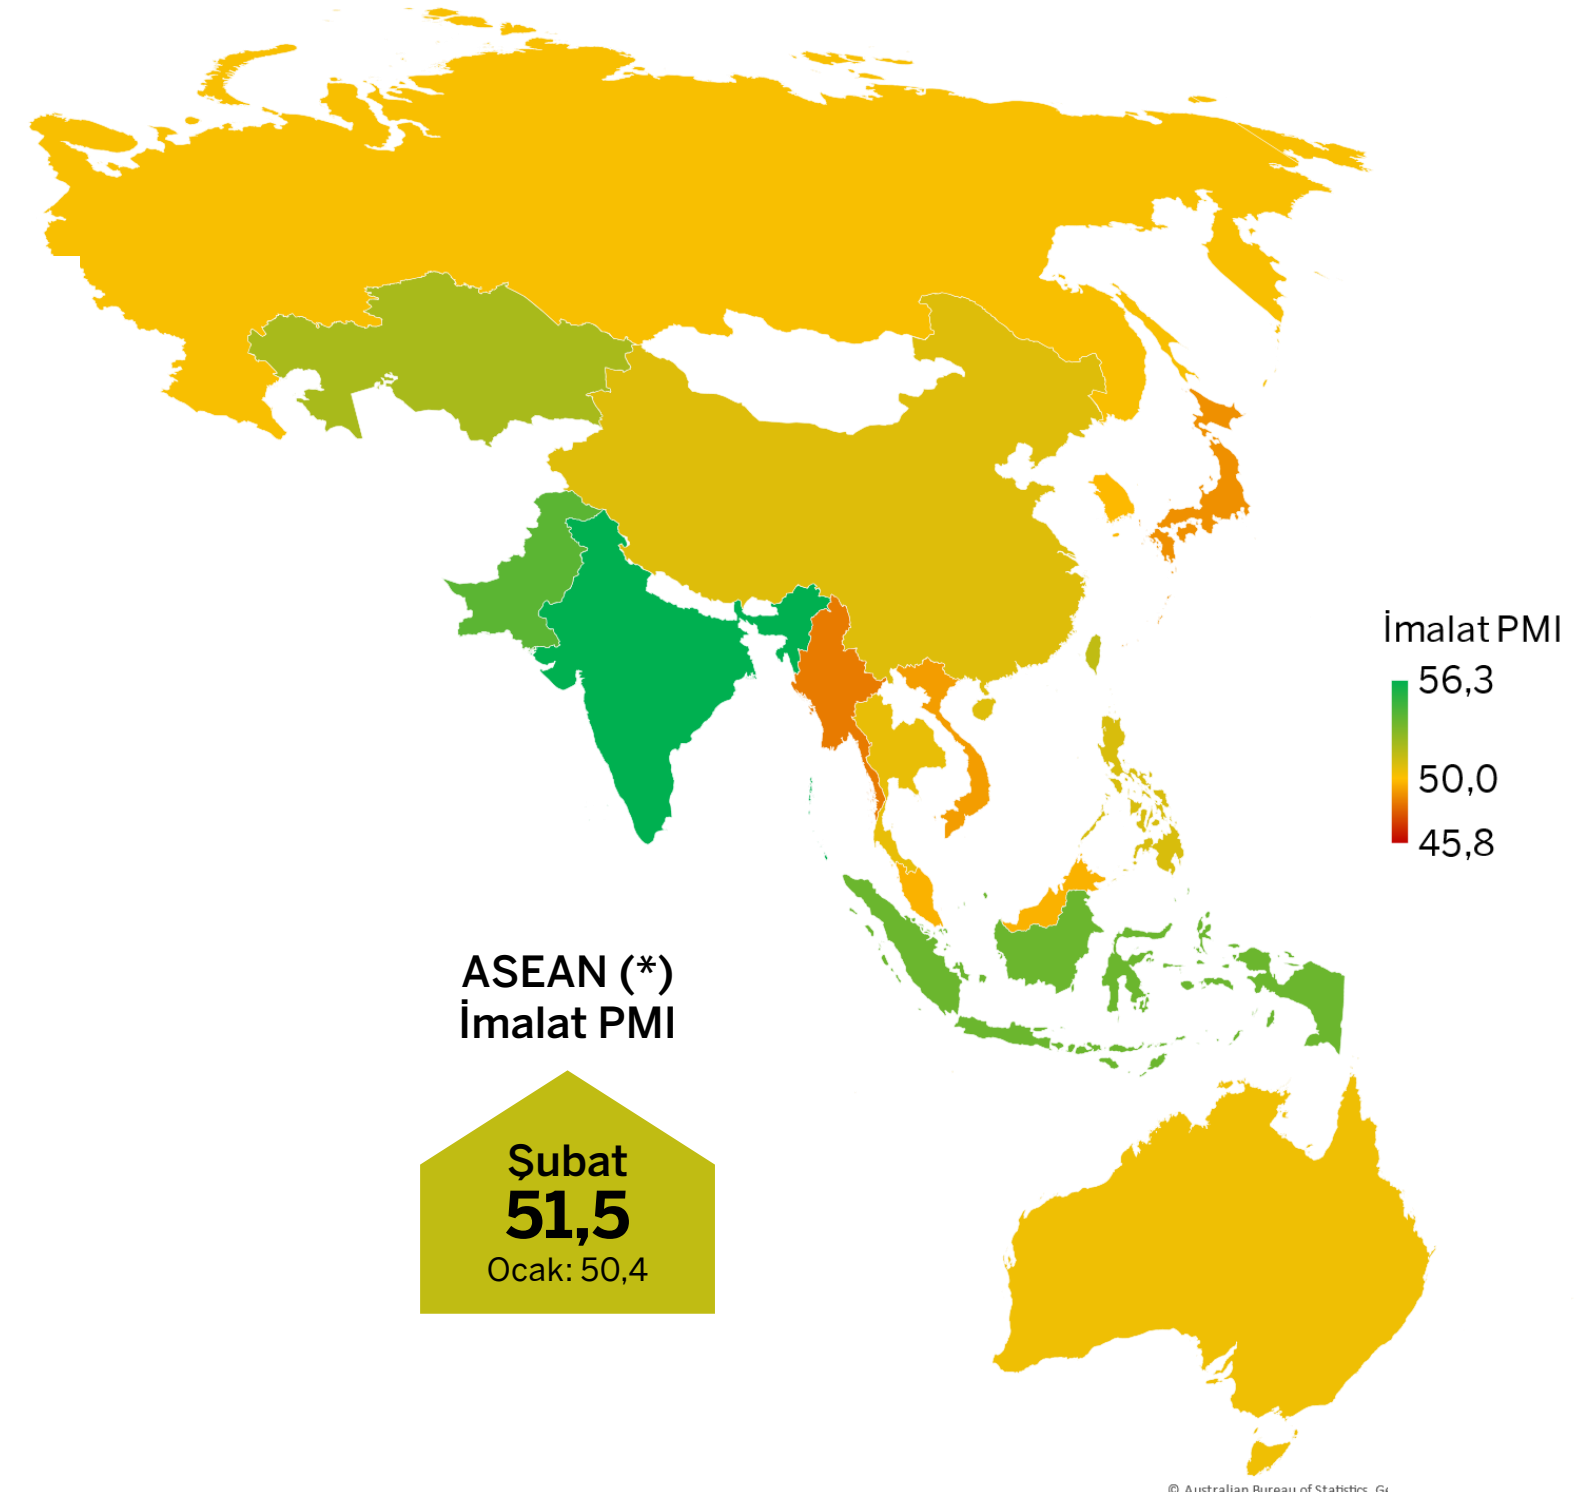 İmalat PMI
56,3
50,0
45,8
ASEAN (*)
İmalat PMI
Şubat
51,5
Ocak: 50,4
© Australian Bureau of Statistics,